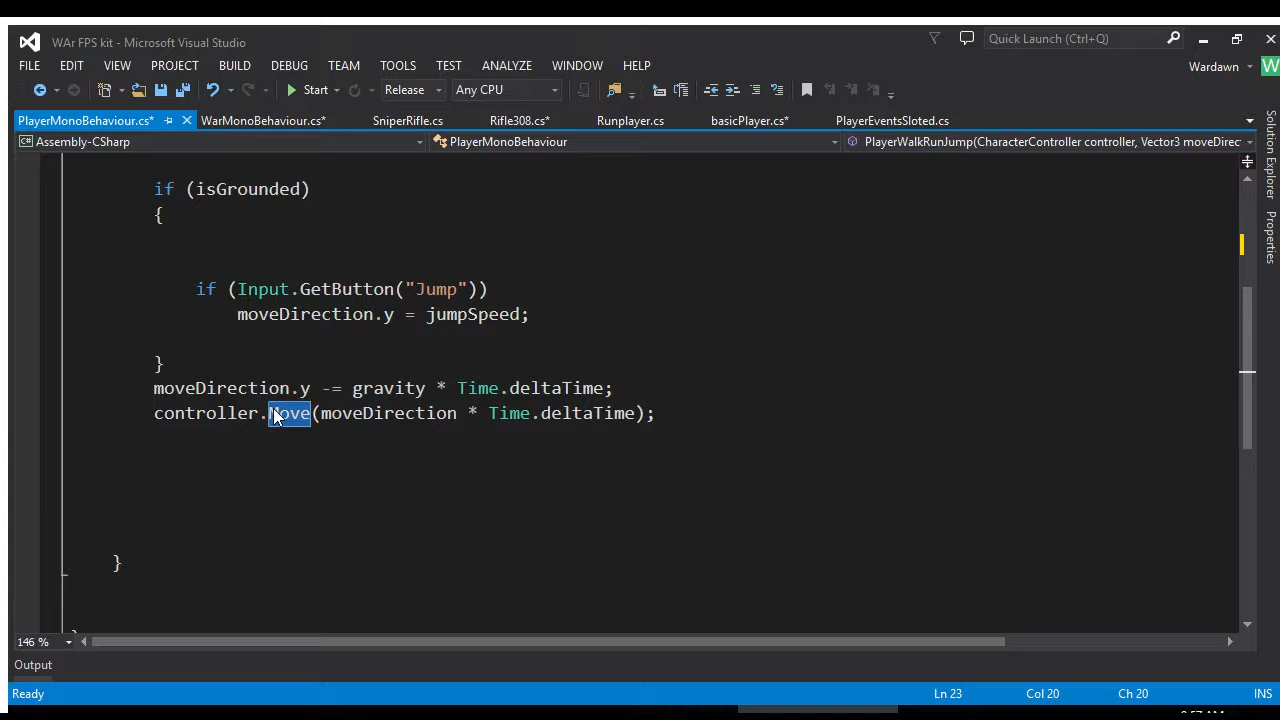 WAr FPS kit - Microsoft Visual Studio
Quick Launch (Ctrl+Q)
FILE EDIT VIEW PROJECT BUILD DEBUG TEAM TOOLS TEST ANALYZE WINDOW HELP
Wardawn W
Start Release Any CPU
PlayerMonoBehaviour.cs* WarMonoBehaviour.cs* SniperRifle.cs Rifle308.cs* Runplayer.cs basicPlayer.cs* PlayerEventsSloted.cs
Assembly-CSharp PlayerMonoBehaviour PlayerWalkRunJump(CharacterController controller, Vector3 moveDirec
Solution Explorer
Properties
if (isGrounded)
{
if (Input.GetButton("Jump"))
moveDirection.y = jumpSpeed;
}
moveDirection.y -= gravity * Time.deltaTime;
controller.Move(moveDirection * Time.deltaTime);
}
146 %
Output
Ready Ln 23 Col 20 Ch 20 INS